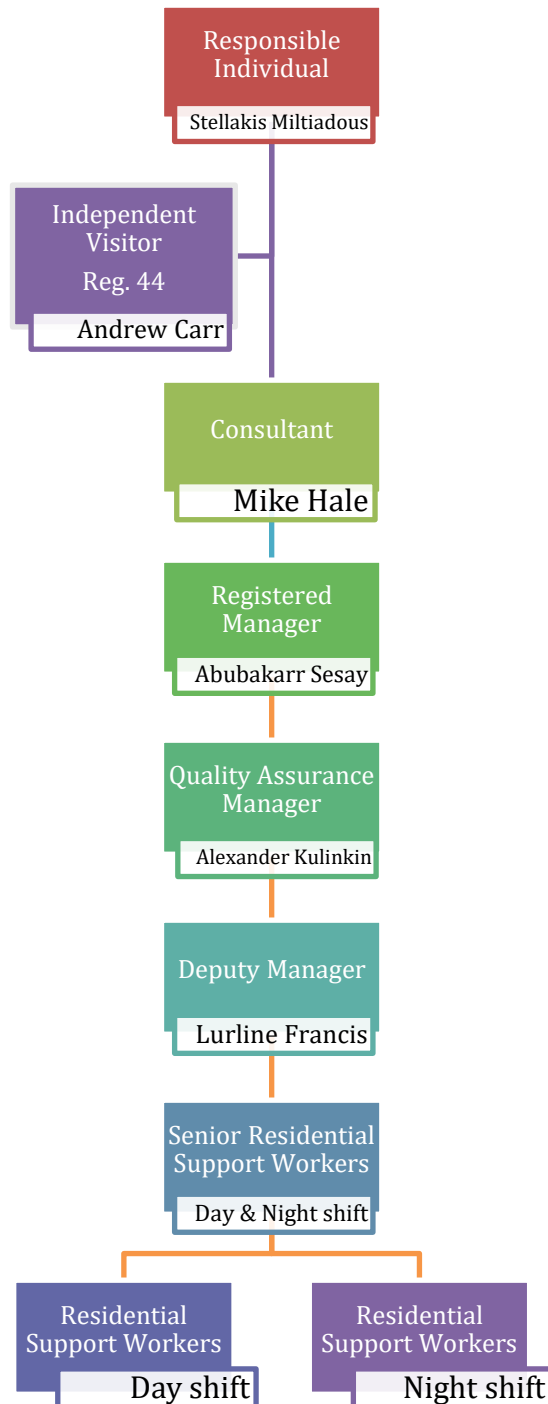 Responsible
Individual
Stellakis Miltiadous
Independent
Visitor
Reg. 44
Andrew Carr
Consultant
Mike Hale
Registered
Manager
Abubakarr Sesay
Quality Assurance
Manager
Alexander Kulinkin
Deputy Manager
Lurline Francis
Senior Residential
Support Workers
Day & Night shift
Residential
Support Workers
Day shift
Residential
Support Workers
Night shift